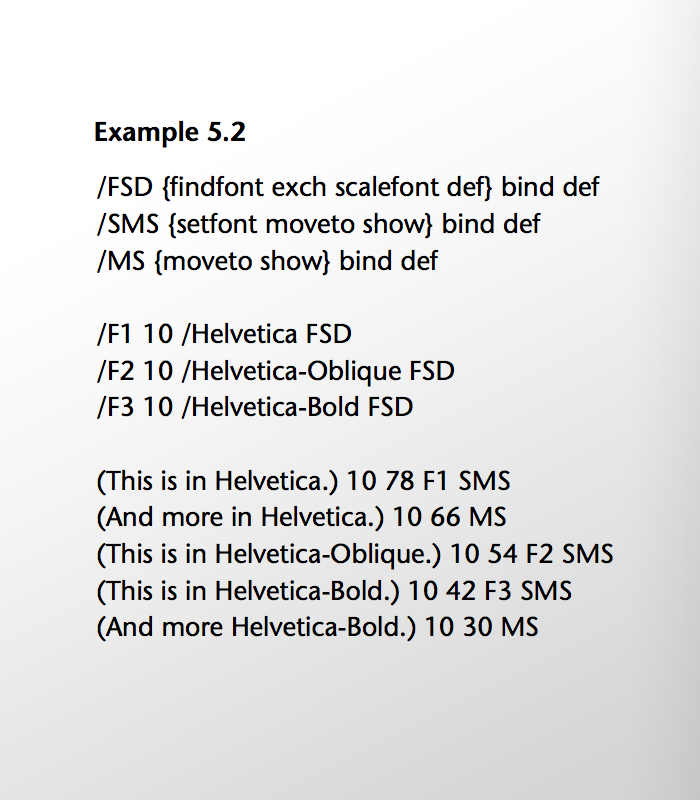 Example 5.2
/FSD {findfont exch scalefont def} bind def
/SMS {setfont moveto show} bind def
/MS {moveto show} bind def
/F1 10 /Helvetica FSD
/F2 10 /Helvetica-Oblique FSD
/F3 10 /Helvetica-Bold FSD
(This is in Helvetica.) 10 78 F1 SMS
(And more in Helvetica.) 10 66 MS
(This is in Helvetica-Oblique.) 10 54 F2 SMS
(This is in Helvetica-Bold.) 10 42 F3 SMS
(And more Helvetica-Bold.) 10 30 MS